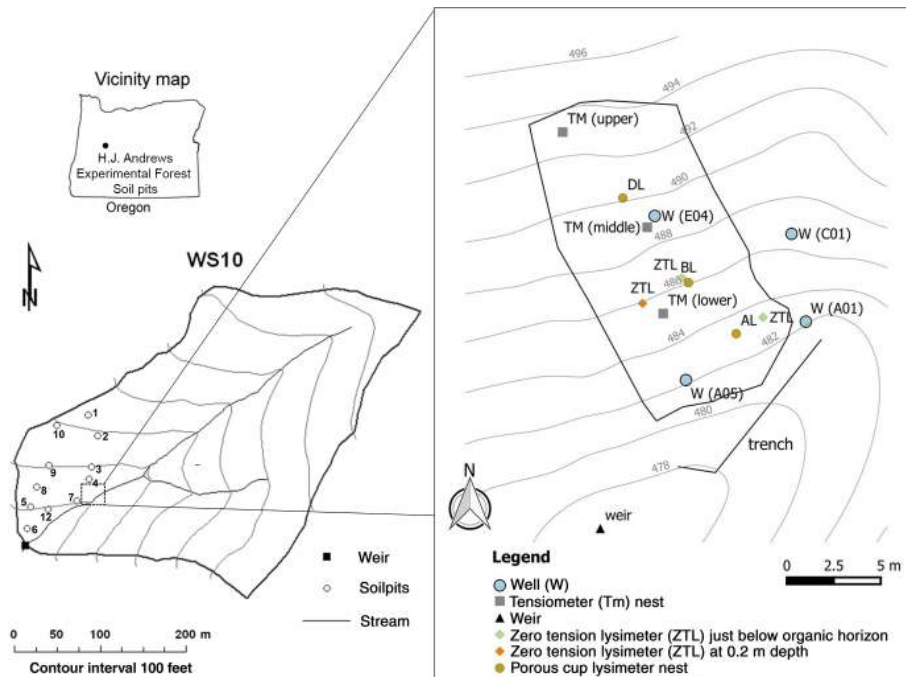 Vicinity map
H.J. Andrews
Experimental Forest
Soil pits
Oregon
N
WS10
1
10
2
9
3
4
8
7
5
12
6
Weir
Soilpits
Stream
0 40 80 120 200 m
Contour interval 100 feet
496
494
TM (upper)
492
DL
490
W (E04)
TM (middle)
488
W (C01)
ZTL BL
486
ZTL
TM (lower)
W (A01)
AL ZTL
484
482
W (A05)
480
trench
478
N
weir
0 2.5 5 m
Legend
Well (W)
Tensiometer (Tm) nest
Weir
Zero tension lysimeter (ZTL) just below organic horizon
Zero tension lysimeter (ZTL) at 0.2 m depth
Porous cup lysimeter nest